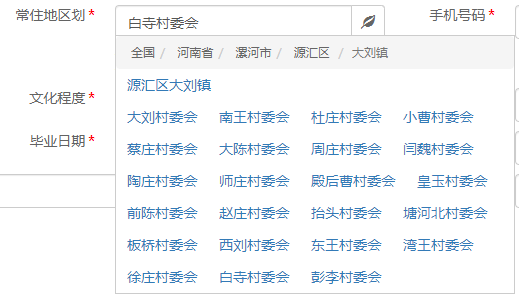 常住地区划 * 白寺村委会 手机号码 *
全国 / 河南省 / 漯河市 / 源汇区 / 大刘镇
源汇区大刘镇
大刘村委会 南王村委会 杜庄村委会 小曹村委会
文化程度 *
蔡庄村委会 大陈村委会 周庄村委会 闫魏村委会
毕业日期 *
陶庄村委会 师庄村委会 殿后曹村委会 皇玉村委会
前陈村委会 赵庄村委会 抬头村委会 塘河北村委会
板桥村委会 西刘村委会 东王村委会 湾王村委会
徐庄村委会 白寺村委会 彭李村委会